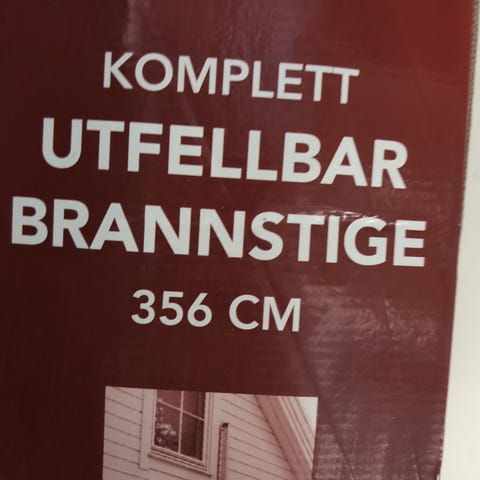 KOMPLETT
UTFELLBAR
BRANNSTIGE
356 CM